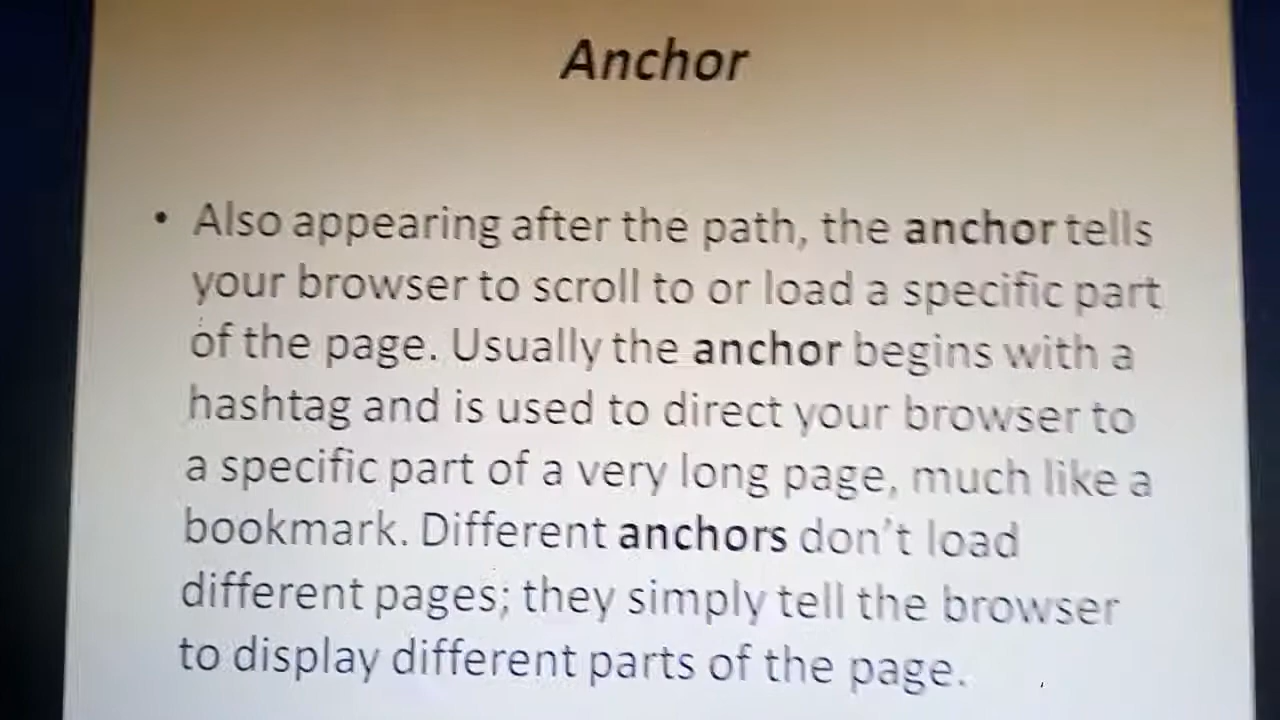 Anchor
• Also appearing after the path, the anchor tells
your browser to scroll to or load a specific part
of the page. Usually the anchor begins with a
hashtag and is used to direct your browser to
a specific part of a very long page, much like a
bookmark. Different anchors don't load
different pages; they simply tell the browser
to display different parts of the page.